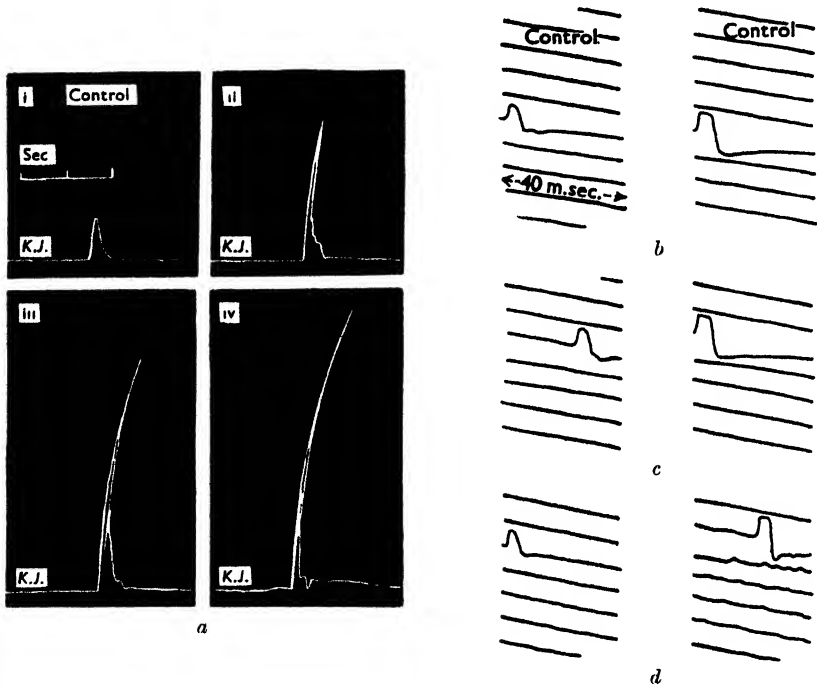 i
Control
Sec
K.J.
ii
K.J.
iii
K.J.
iv
K.J.
a
Control
Control
40 m.sec.
b
c
d